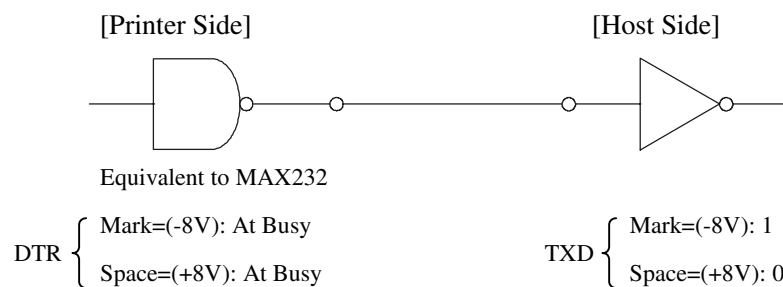 [Printer Side] [Host Side]
Equivalent to MAX232
DTR
Mark=(-8V): At Busy
Space=(+8V): At Busy
TXD
Mark=(-8V): 1
Space=(+8V): 0